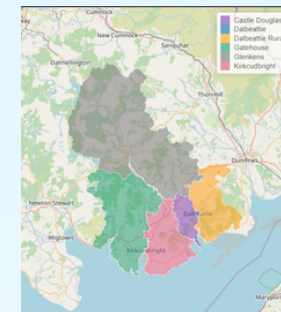 Cumnock
New Cumnock
Sanquhar
Dalmellington
Thornhill
Dumfries
Newton Stewart
Wigtown
Kirkcudbright
Maryport
Castle Douglas
Dalbeattie
Dalbeattie Rural
Gatehouse
Glenkens
Kirkcudbright